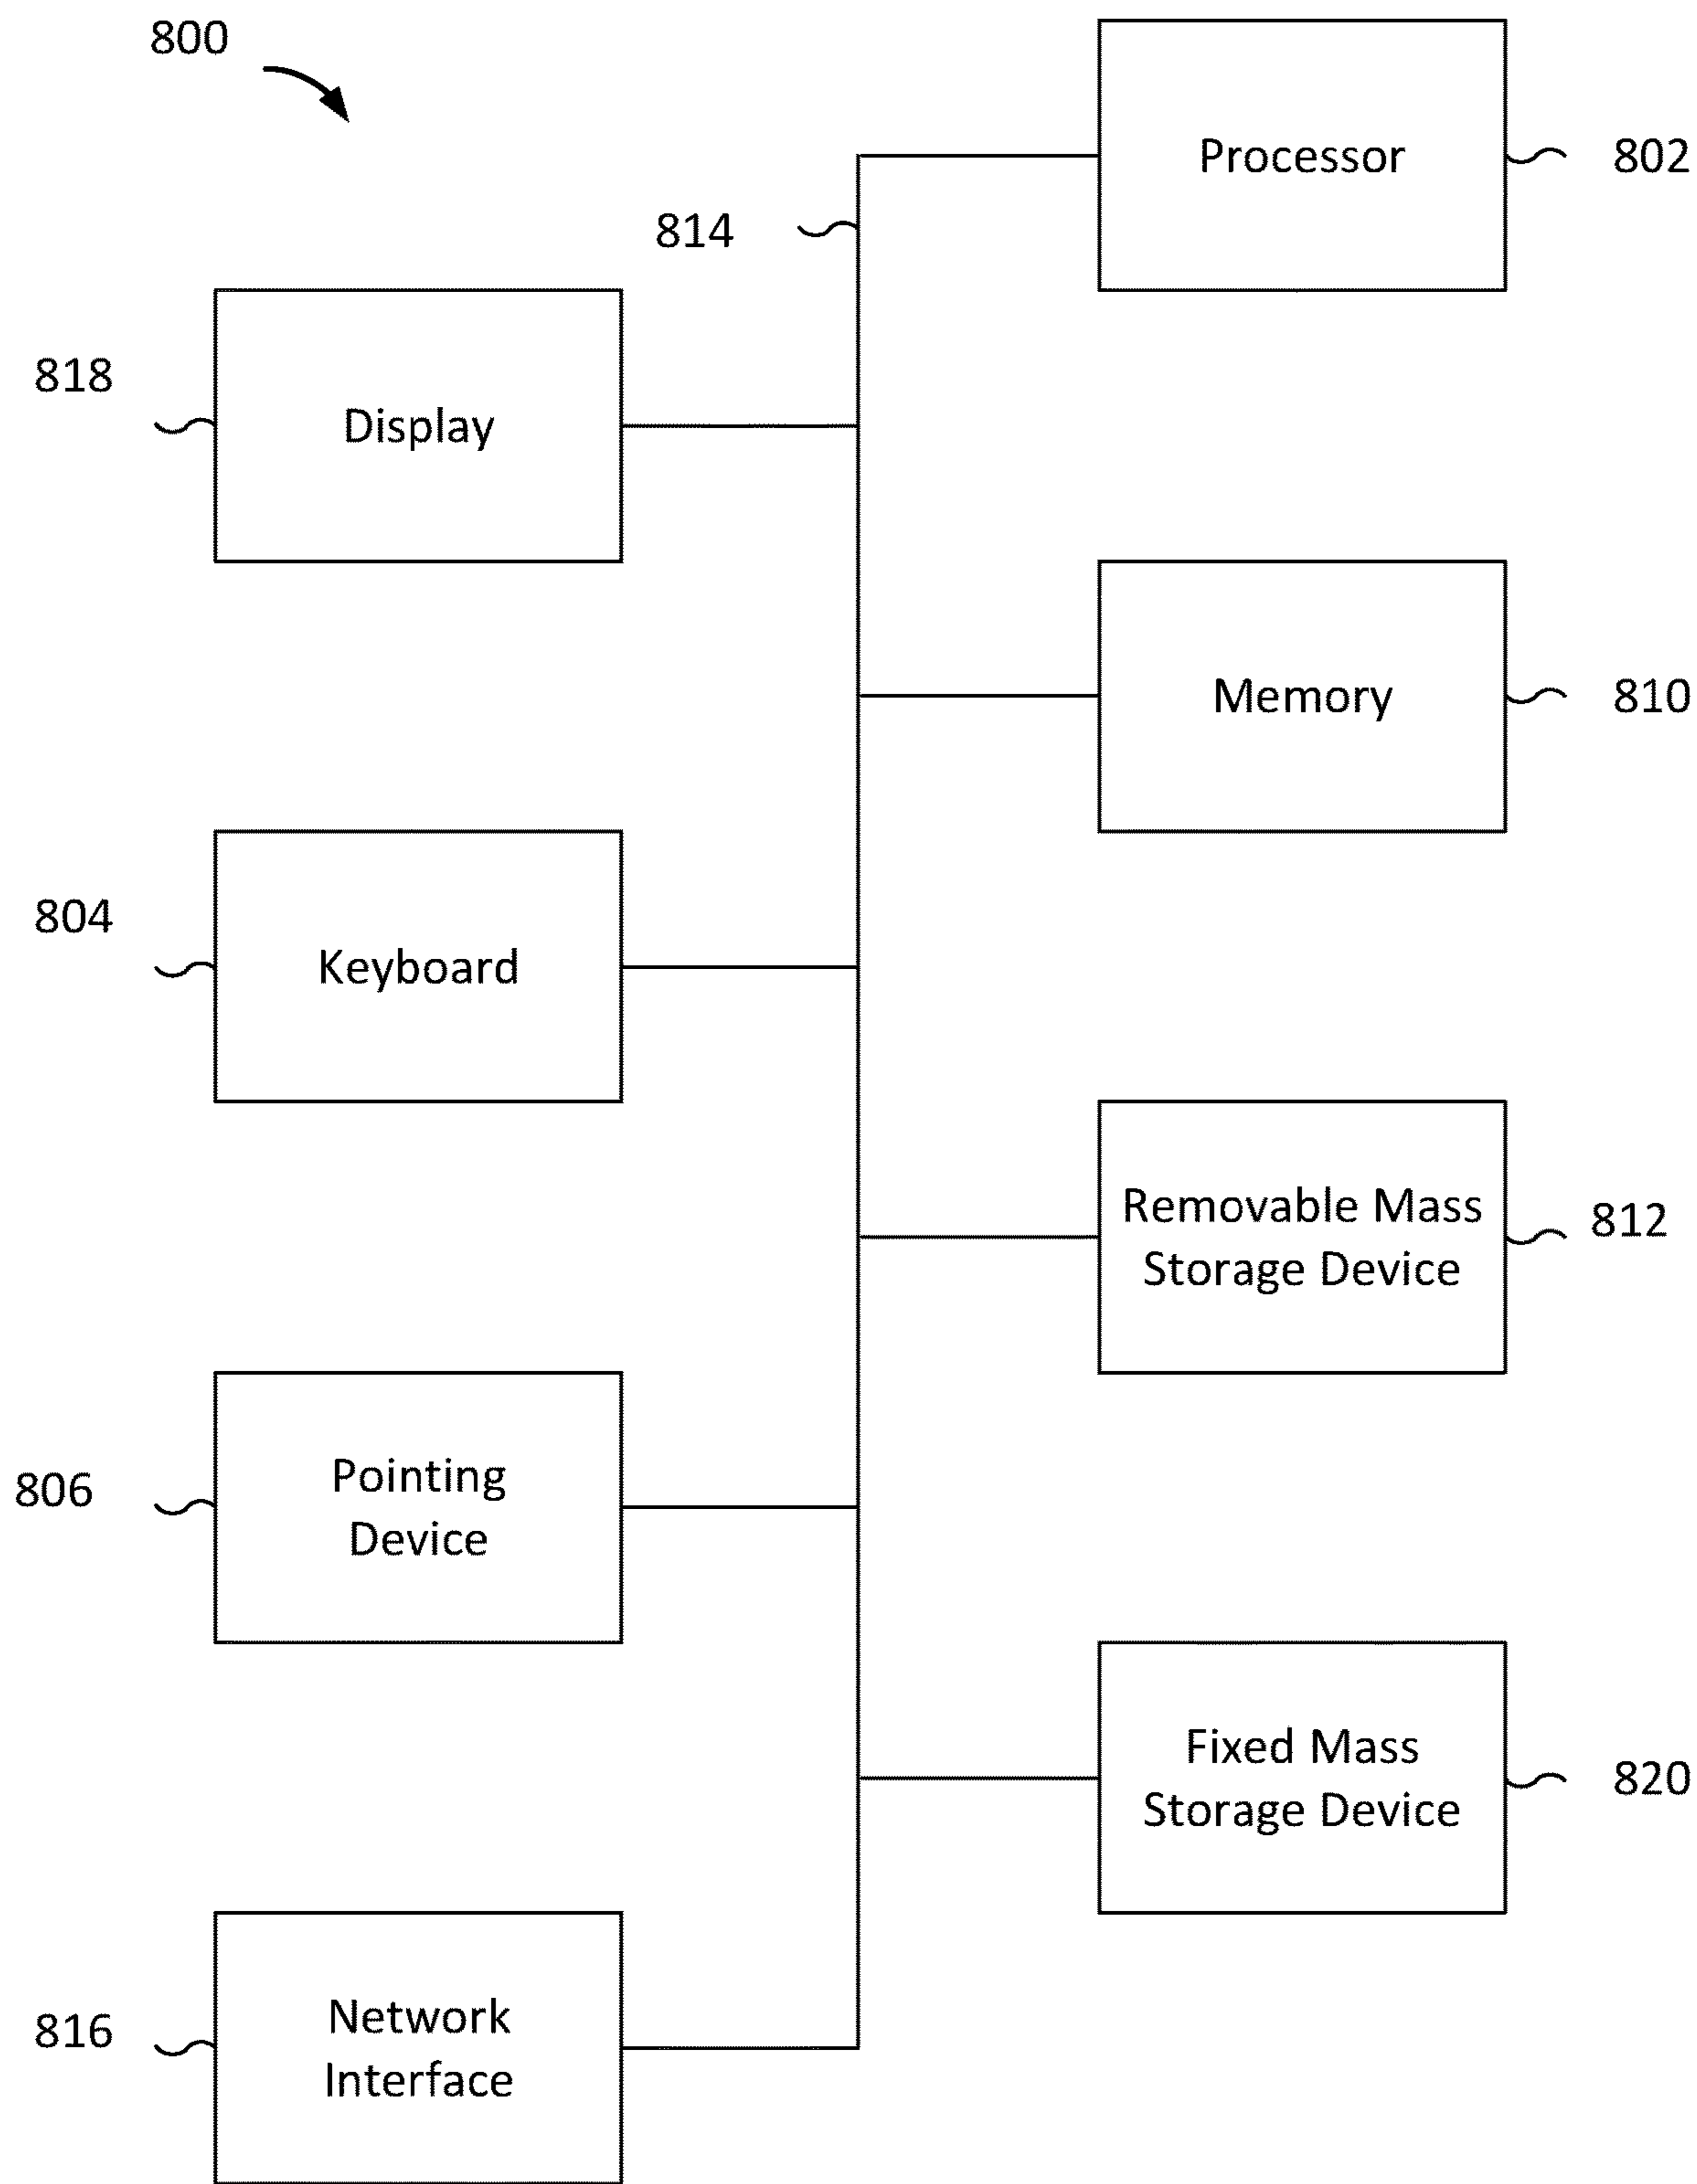 800
Processor
802
814
818
Display
Memory
810
804
Keyboard
Removable Mass
Storage Device
812
806
Pointing
Device
Fixed Mass
Storage Device
820
816
Network
Interface